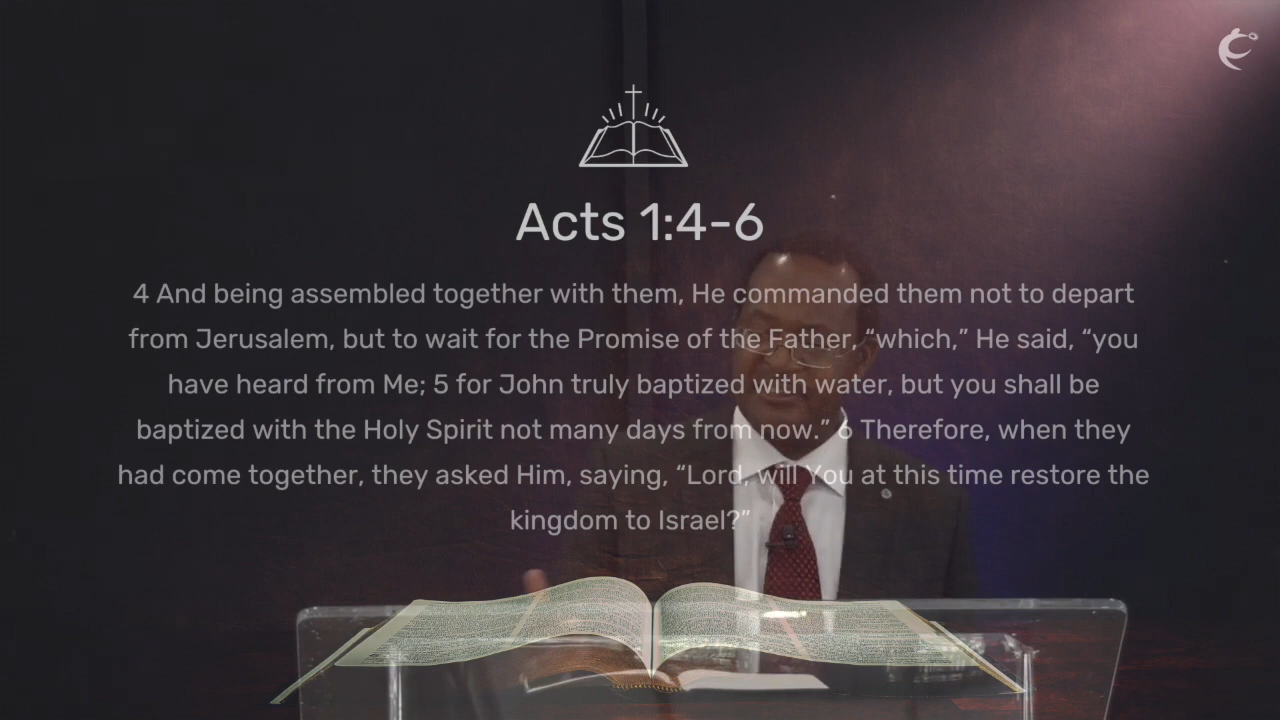 Acts 1:4-6
4 And being assembled together with them, He commanded them not to depart
from Jerusalem, but to wait for the Promise of the Father, “which,” He said, “you
have heard from Me; 5 for John truly baptized with water, but you shall be
baptized with the Holy Spirit not many days from now.” 6 Therefore, when they
had come together, they asked Him, saying, “Lord, will You at this time restore the
kingdom to Israel?”